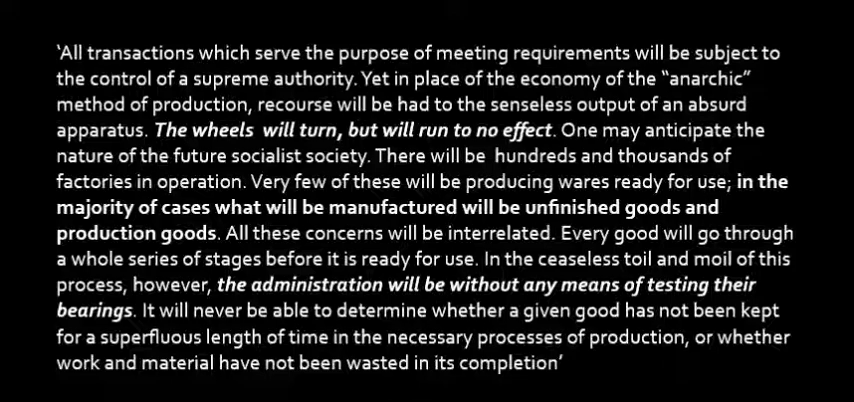 ‘All transactions which serve the purpose of meeting requirements will be subject to
the control of a supreme authority. Yet in place of the economy of the “anarchic”
method of production, recourse will be had to the senseless output of an absurd
apparatus. The wheels  will turn, but will run to no effect. One may anticipate the
nature of the future socialist society. There will be  hundreds and thousands of
factories in operation. Very few of these will be producing wares ready for use; in the
majority of cases what will be manufactured will be unfinished goods and
production goods. All these concerns will be interrelated. Every good will go through
a whole series of stages before it is ready for use. In the ceaseless toil and moil of this
process, however, the administration will be without any means of testing their
bearings. It will never be able to determine whether a given good has not been kept
for a superfluous length of time in the necessary processes of production, or whether
work and material have not been wasted in its completion’